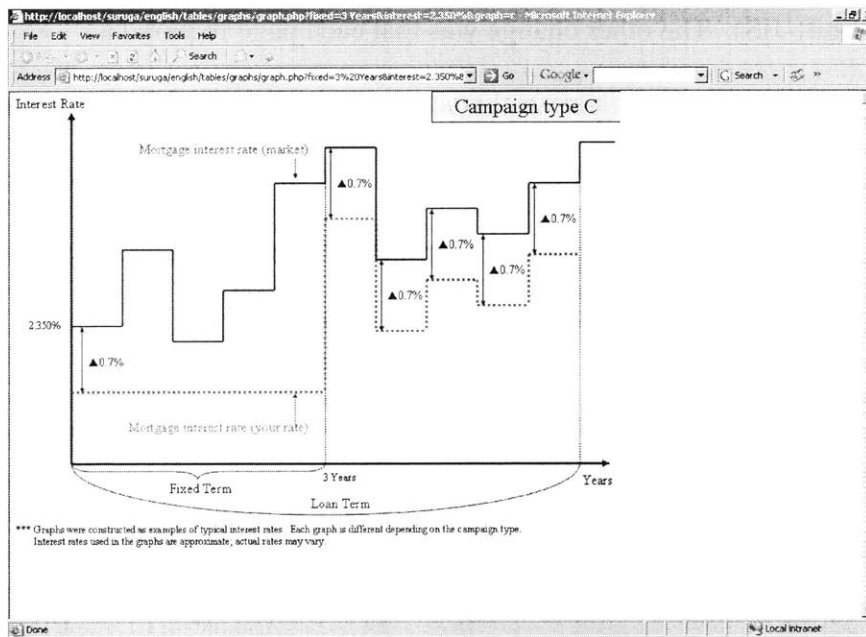 http://localhost/suruga/english/tables/graphs/graph.php?fixed=3 Years&interest=2.350%&graph=c - Microsoft Internet Explorer
File Edit View Favorites Tools Help
Search
Address http://localhost/suruga/english/tables/graphs/graph.php?fixed=3%20Years&interest=2.350%& Go Google Search »
Interest Rate
Campaign type C
Mortgage interest rate (market)
▲0.7%
▲0.7%
▲0.7%
▲0.7%
▲0.7%
2.350%
▲0.7%
▲0.7%
Mortgage interest rate (your rate)
3 Years
Years
Fixed Term
Loan Term
*** Graphs were constructed as examples of typical interest rates. Each graph is different depending on the campaign type.
Interest rates used in the graphs are approximate; actual rates may vary.
Done Local intranet